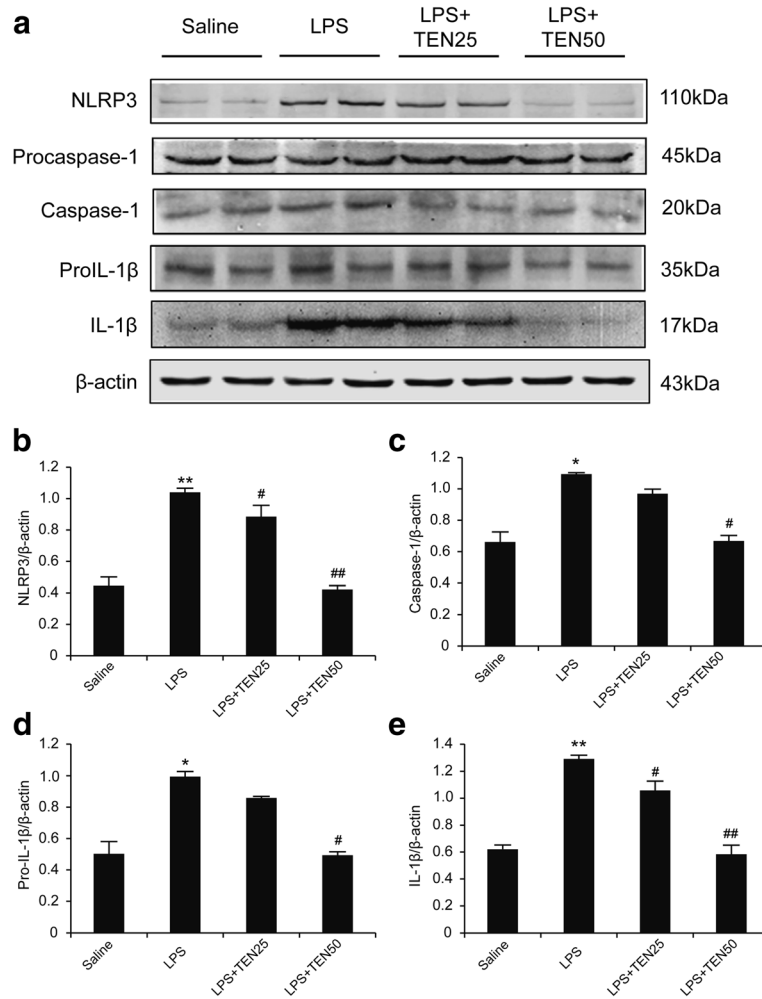 a
Saline LPS LPS+ TEN25 LPS+ TEN50
NLRP3 110kDa
Procaspase-1 45kDa
Caspase-1 20kDa
ProIL-1β 35kDa
IL-1β 17kDa
β-actin 43kDa
b
NLRP3/β-actin
1.2
1.0
0.8
0.6
0.4
0.2
0
** # ##
Saline LPS LPS+TEN25 LPS+TEN50
c
Caspase-1/β-actin
1.2
1.0
0.8
0.6
0.4
0.2
0
* #
Saline LPS LPS+TEN25 LPS+TEN50
d
Pro-IL-1β/β-actin
1.2
1.0
0.8
0.6
0.4
0.2
0
* #
Saline LPS LPS+TEN25 LPS+TEN50
e
IL-1β/β-actin
1.4
1.2
1.0
0.8
0.6
0.4
0.2
0
** # ##
Saline LPS LPS+TEN25 LPS+TEN50